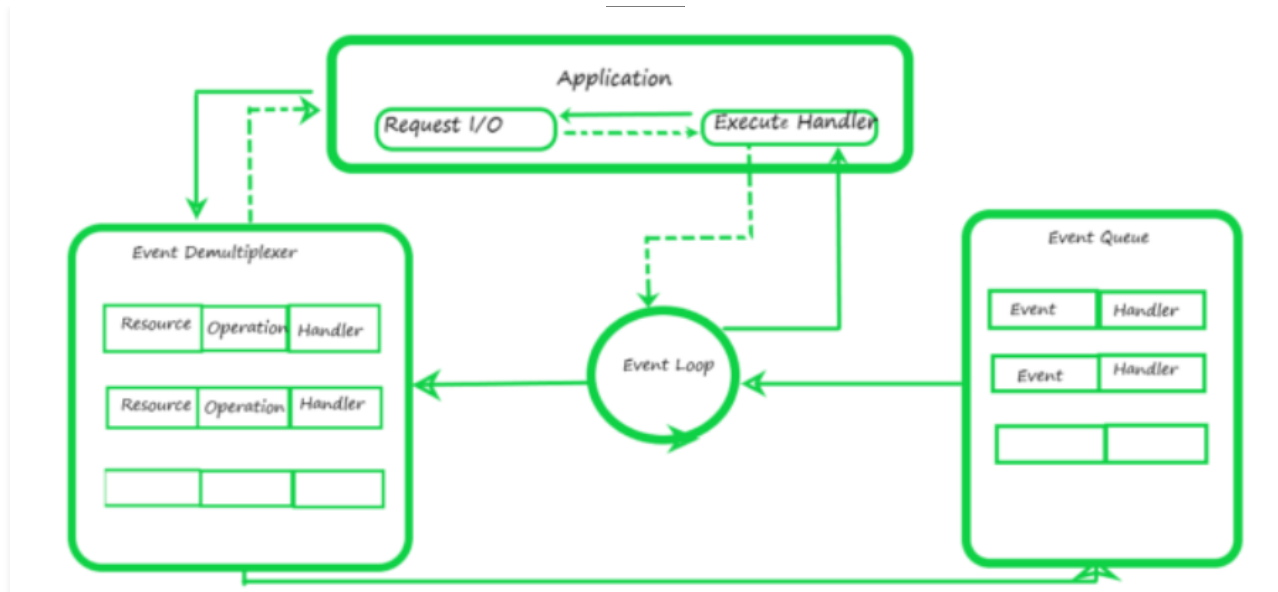 Application
Request I/O
Execute Handler
Event Demultiplexer
Resource Operation Handler
Resource Operation Handler
Event Loop
Event Queue
Event Handler
Event Handler